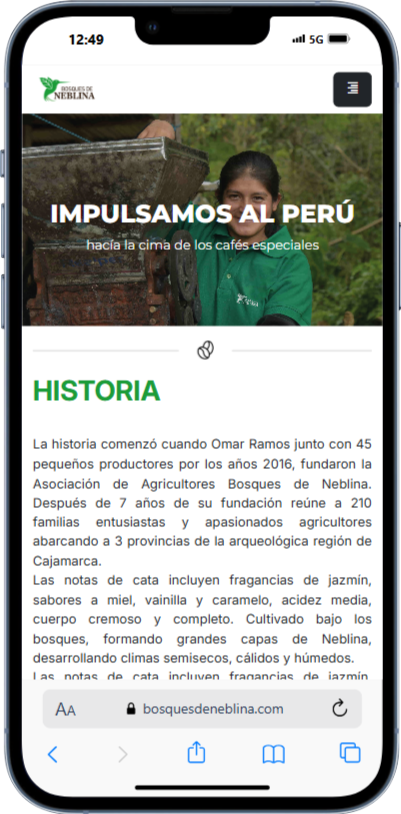 12:49
5G
BOSQUES DE
NEBLINA
IMPULSAMOS AL PERÚ
hacía la cima de los cafés especiales
HISTORIA
La historia comenzó cuando Omar Ramos junto con 45
pequeños productores por los años 2016, fundaron la
Asociación de Agricultores Bosques de Neblina.
Después de 7 años de su fundación reúne a 210
familias entusiastas y apasionados agricultores
abarcando a 3 provincias de la arqueológica región de
Cajamarca.
Las notas de cata incluyen fragancias de jazmín,
sabores a miel, vainilla y caramelo, acidez media,
cuerpo cremoso y completo. Cultivado bajo los
bosques, formando grandes capas de Neblina,
desarrollando climas semisecos, cálidos y húmedos.
Las notas de cata incluyen fragancias de jazmín,
AA
bosquesdeneblina.com